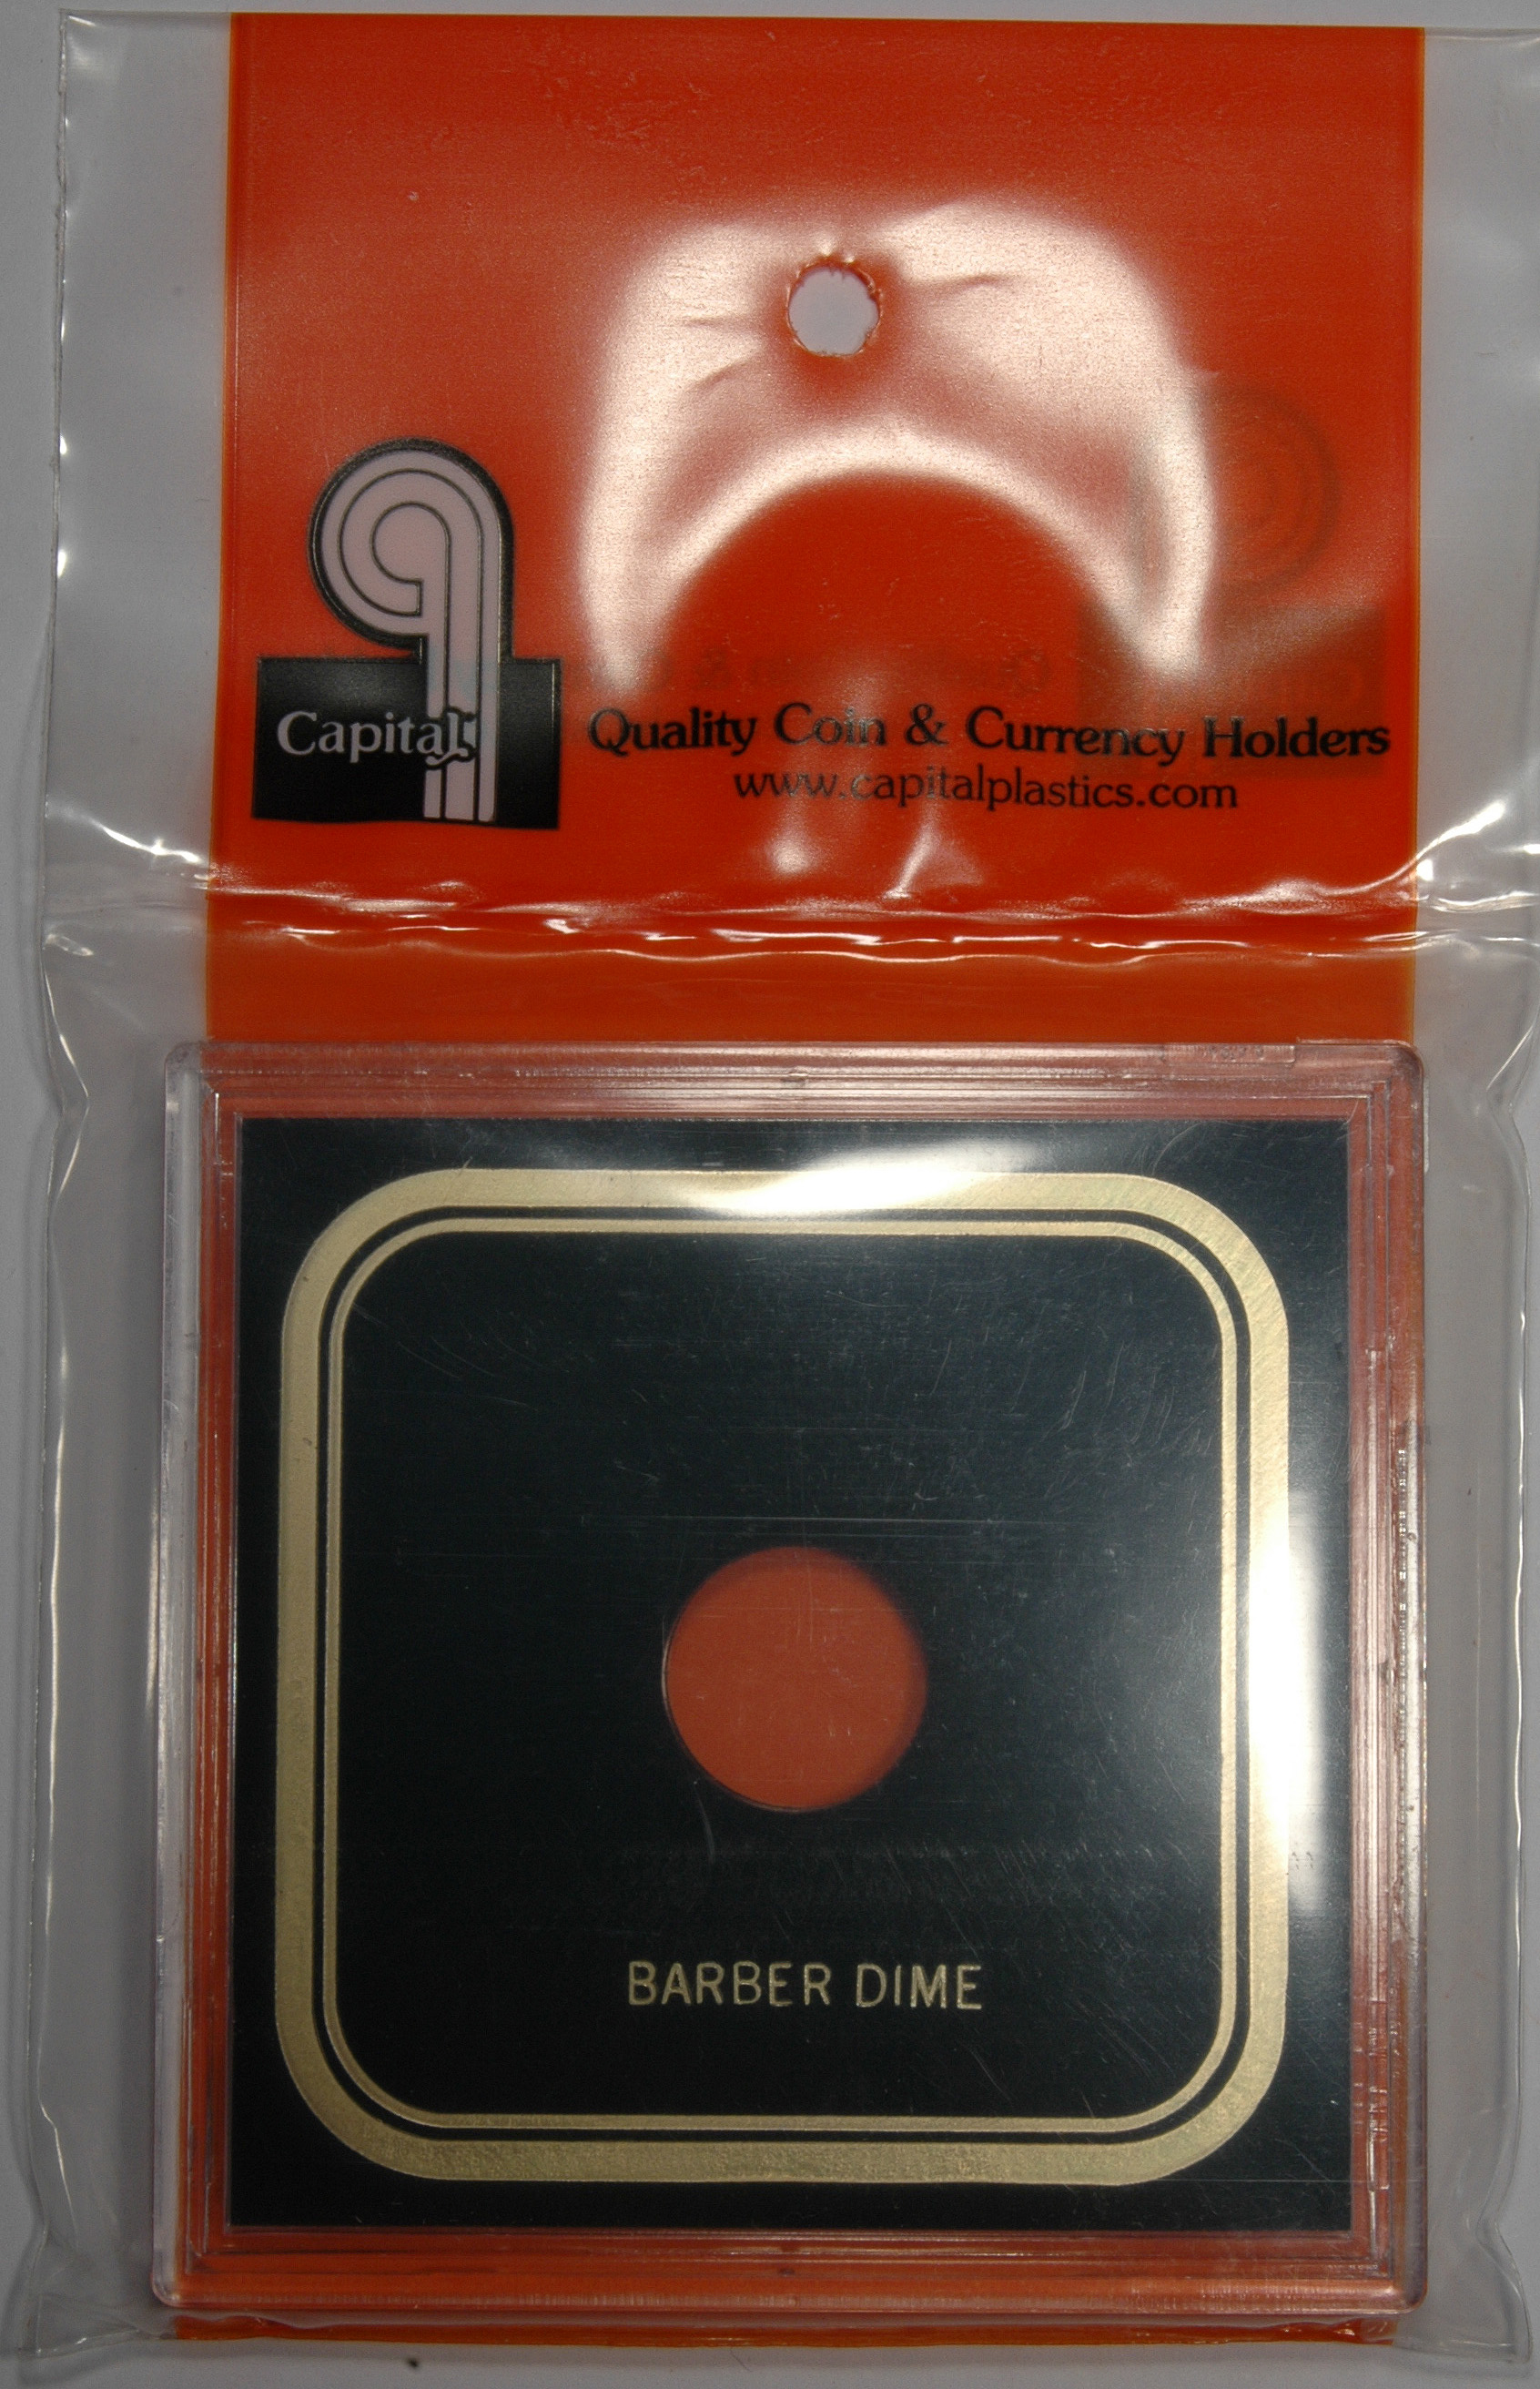 Capital
Quality Coin & Currency Holders
www.capitalplastics.com
BARBER DIME